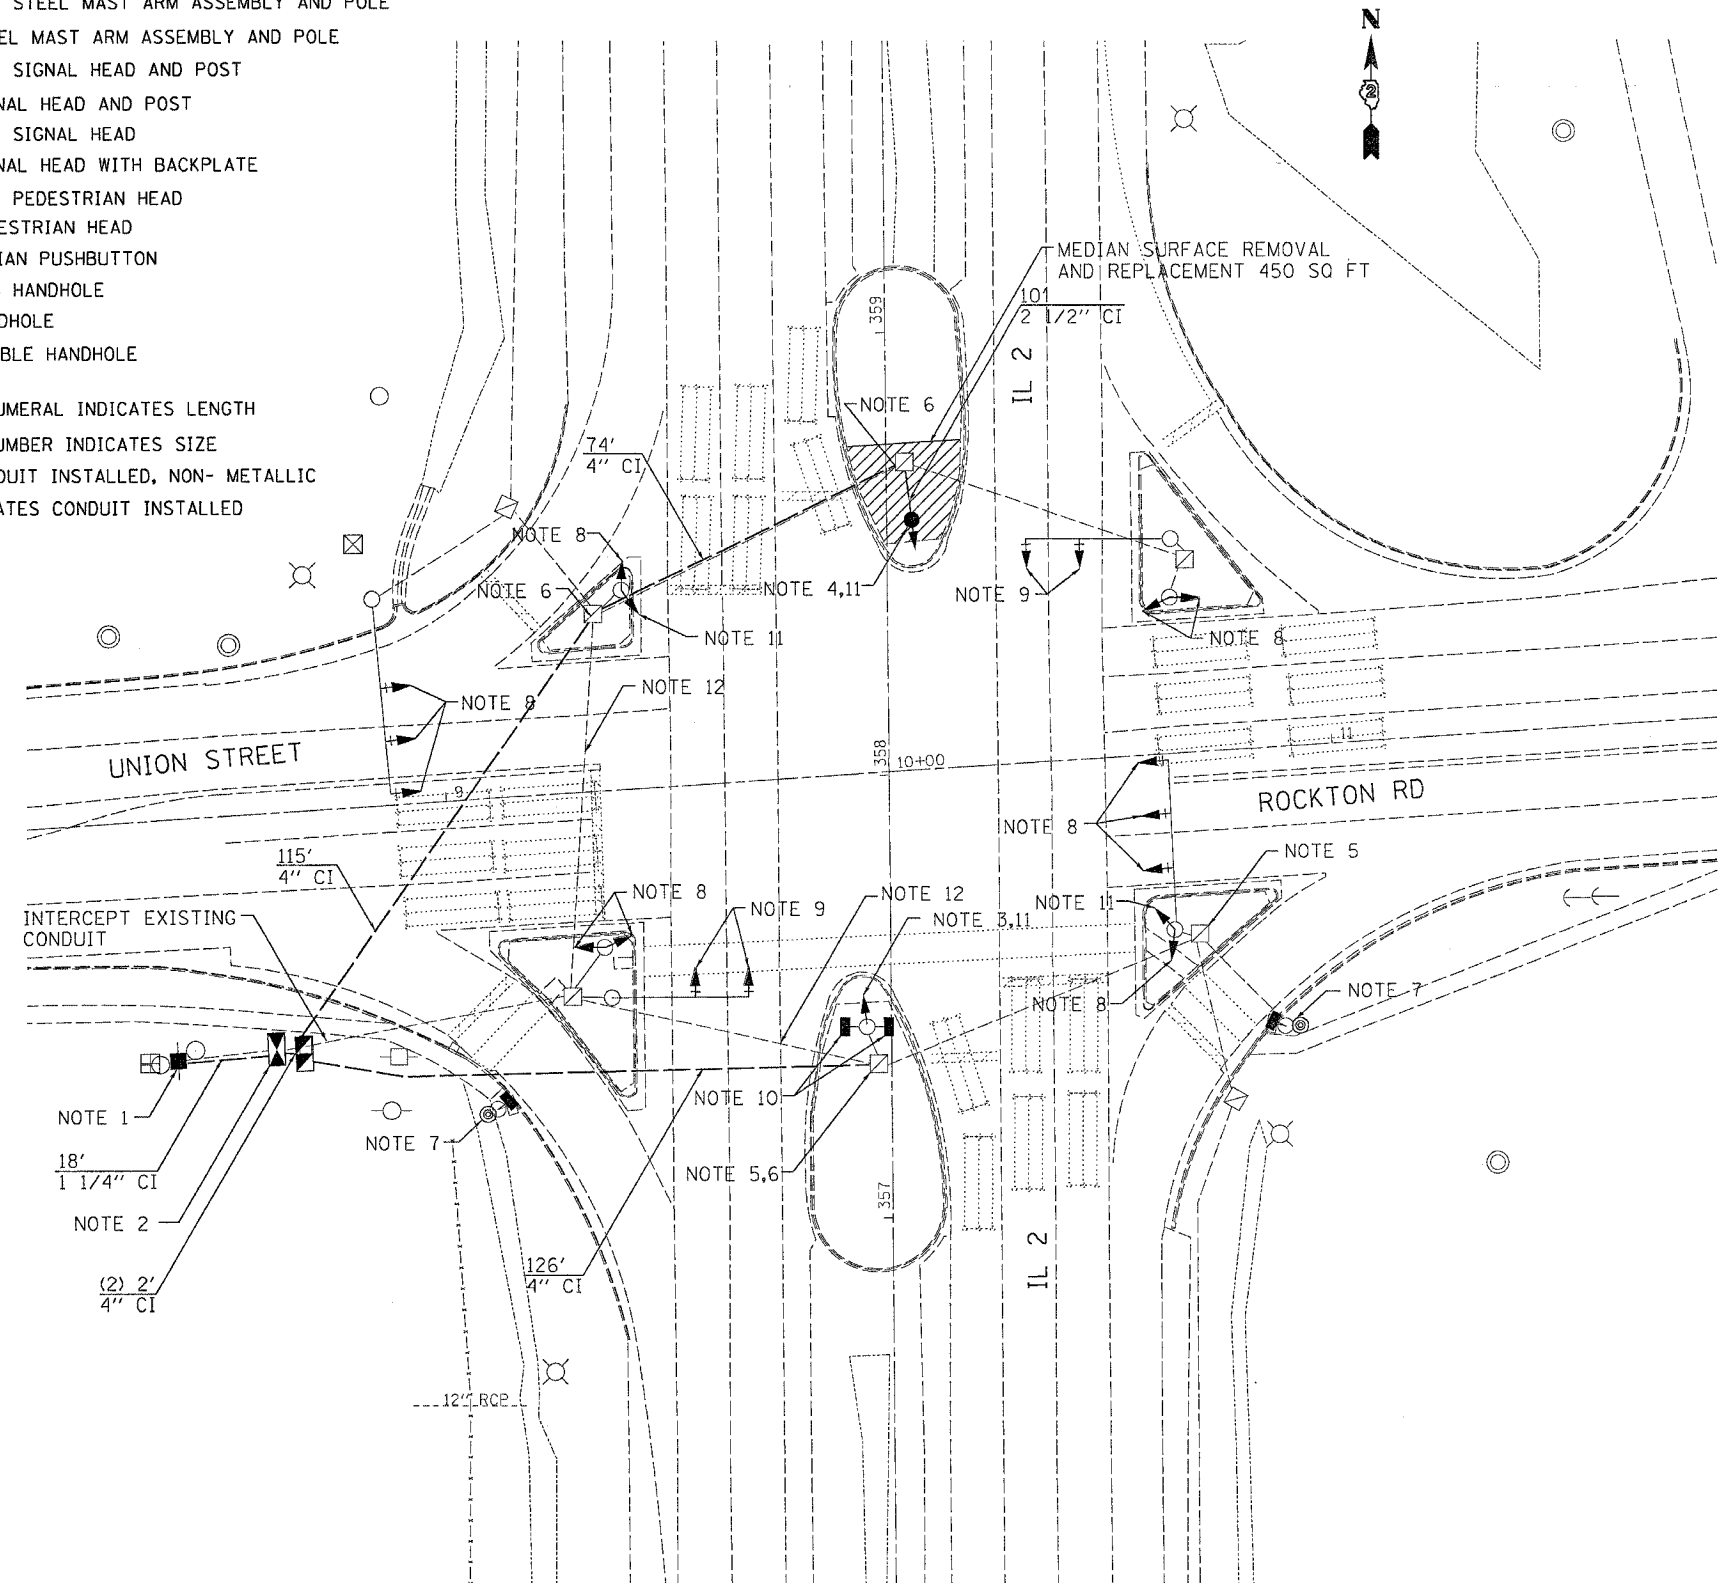 STEEL MAST ARM ASSEMBLY AND POLE
EL MAST ARM ASSEMBLY AND POLE
SIGNAL HEAD AND POST
NAL HEAD AND POST
SIGNAL HEAD
NAL HEAD WITH BACKPLATE
PEDESTRIAN HEAD
ESTRIAN HEAD
IAN PUSHBUTTON
HANDHOLE
DHOLE
BLE HANDHOLE
UMERAL INDICATES LENGTH
UMBER INDICATES SIZE
DUIT INSTALLED, NON- METALLIC
ATES CONDUIT INSTALLED
N
2
MEDIAN SURFACE REMOVAL
AND REPLACEMENT 450 SQ FT
10'
2 1/2" CI
359
IL 2
NOTE 6
74'
4" CI
NOTE 8
NOTE 6
NOTE 4,11
NOTE 9
NOTE 11
NOTE 8
NOTE 12
NOTE 8
UNION STREET
358
10+00
11
9
ROCKTON RD
NOTE 8
115'
4" CI
NOTE 5
NOTE 8
NOTE 9
NOTE 12
NOTE 11
INTERCEPT EXISTING
CONDUIT
NOTE 3,11
NOTE 8
NOTE 7
NOTE 10
NOTE 1
NOTE 7
18'
1 1/4" CI
NOTE 5,6
357
NOTE 2
126'
4" CI
IL 2
(2) 2'
4" CI
12" RCP